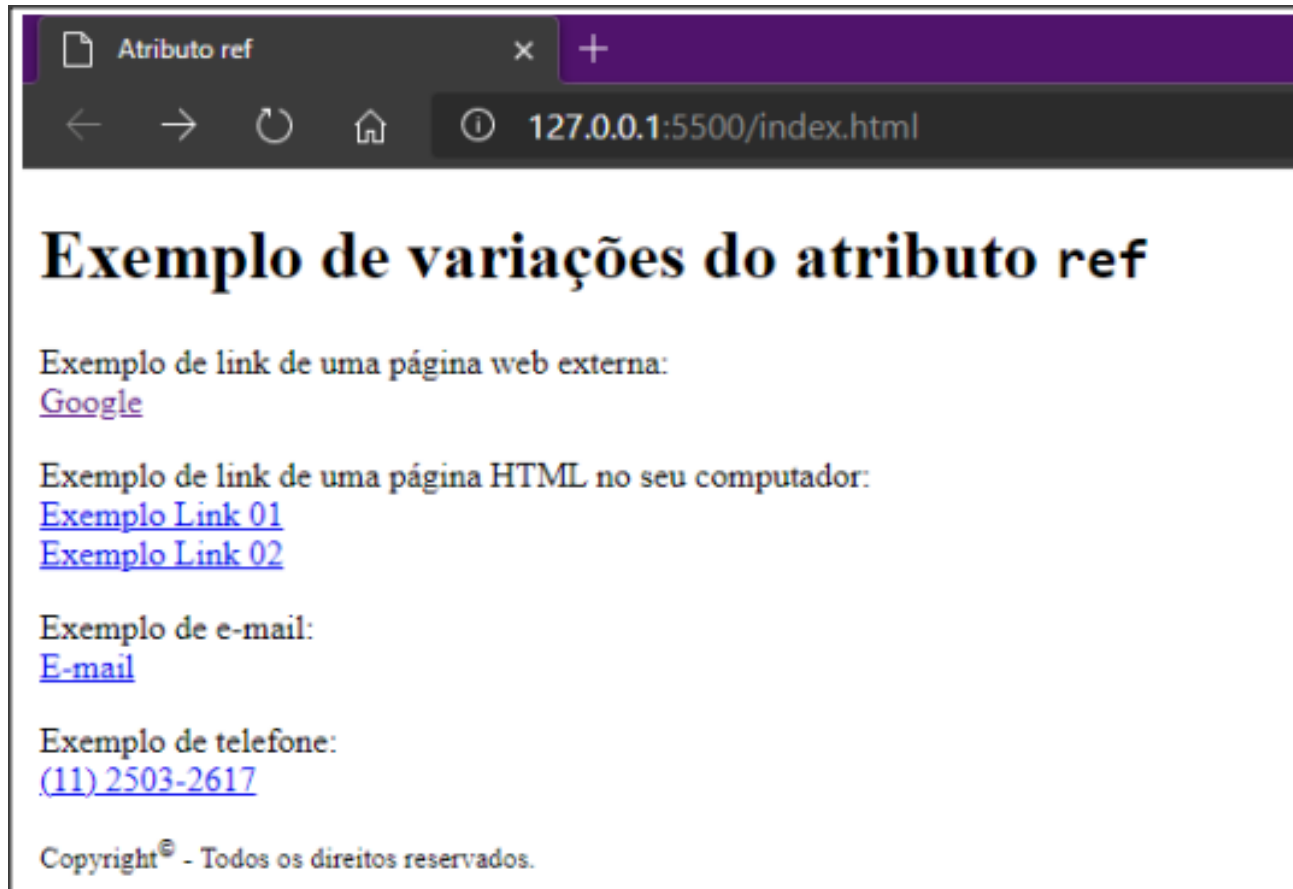 Atributo ref
127.0.0.1:5500/index.html
Exemplo de variações do atributo ref
Exemplo de link de uma página web externa:
Google
Exemplo de link de uma página HTML no seu computador:
Exemplo Link 01
Exemplo Link 02
Exemplo de e-mail:
E-mail
Exemplo de telefone:
(11) 2503-2617
Copyright© - Todos os direitos reservados.